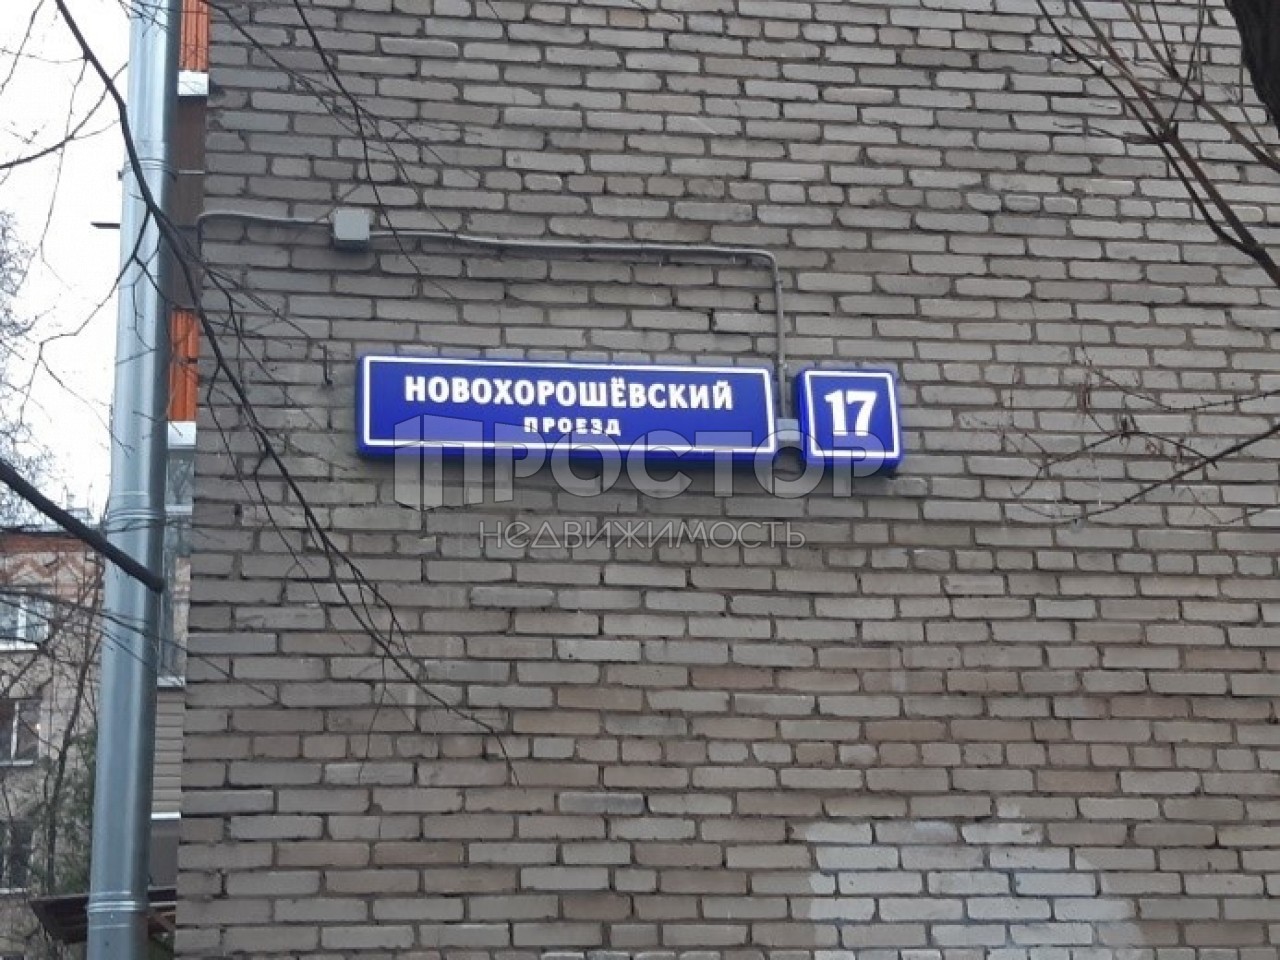 НОВОХОРОШЁВСКИЙ
ПРОЕЗД
17
ПРОСТОР
НЕДВИЖИМОСТЬ